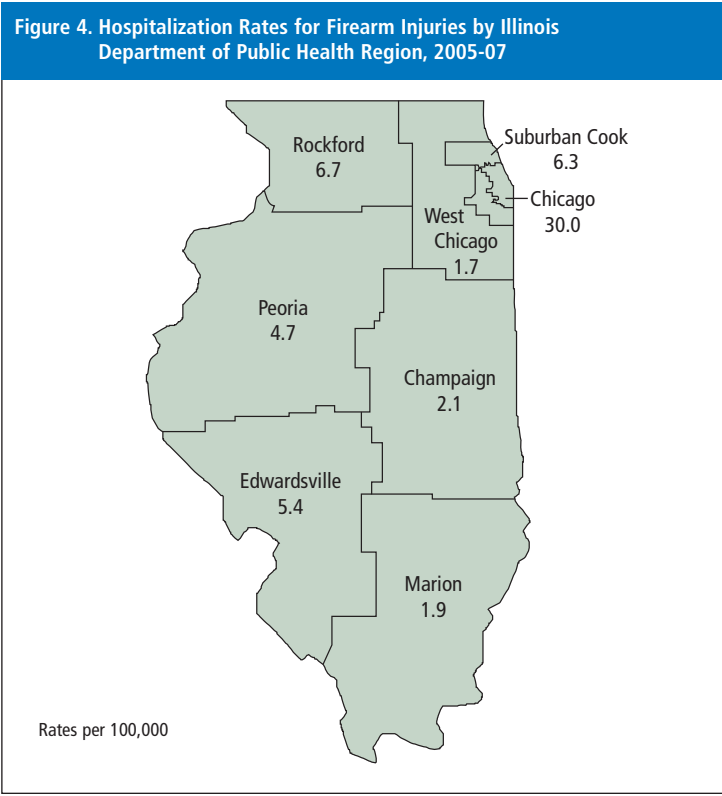 Figure 4. Hospitalization Rates for Firearm Injuries by Illinois
Department of Public Health Region, 2005-07
Rockford
6.7
Suburban Cook
6.3
Chicago
30.0
West
Chicago
1.7
Peoria
4.7
Champaign
2.1
Edwardsville
5.4
Marion
1.9
Rates per 100,000